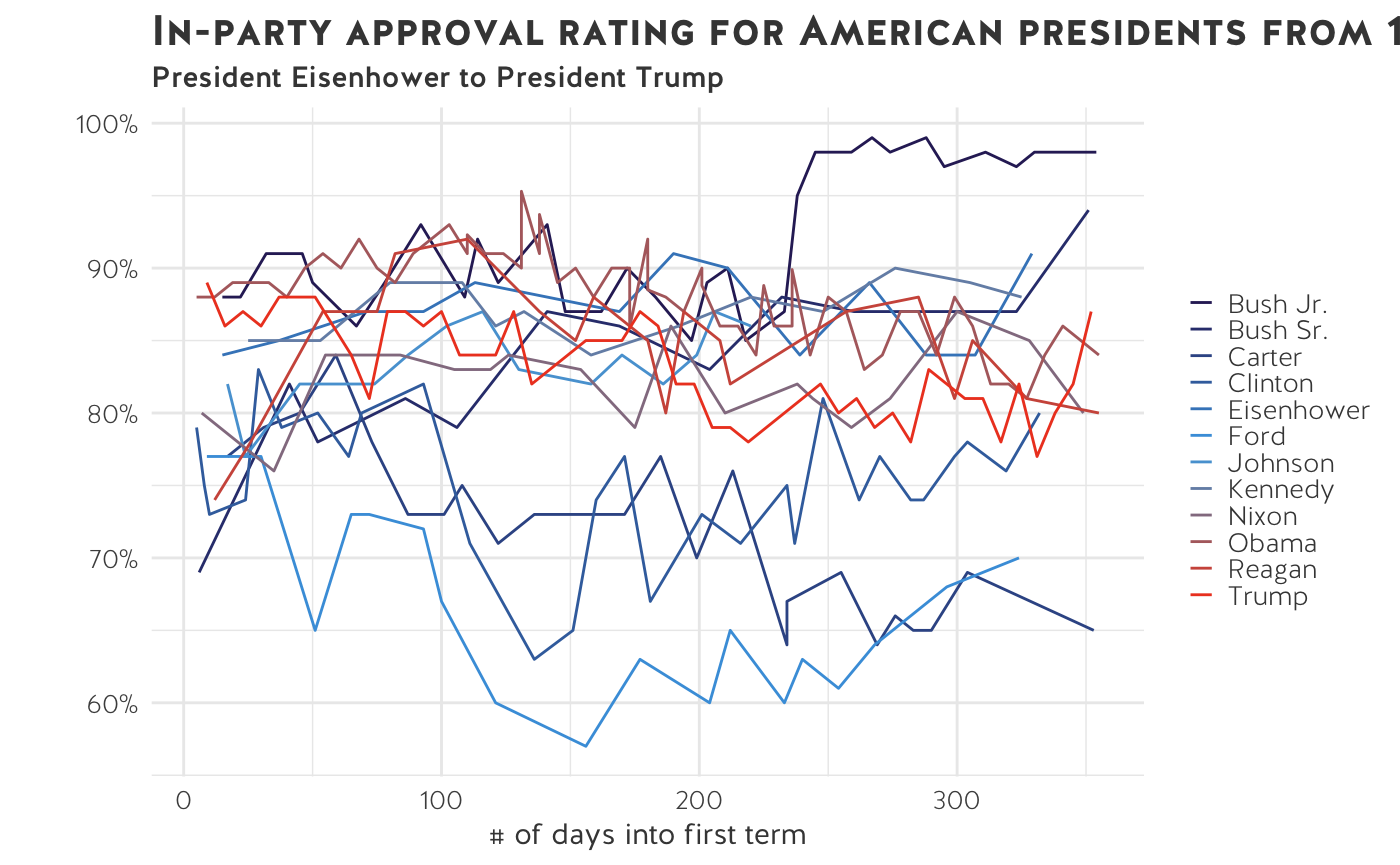 In-party approval rating for American presidents from 1
President Eisenhower to President Trump
100%
90%
80%
70%
60%
0 100 200 300
# of days into first term
Bush Jr.
Bush Sr.
Carter
Clinton
Eisenhower
Ford
Johnson
Kennedy
Nixon
Obama
Reagan
Trump